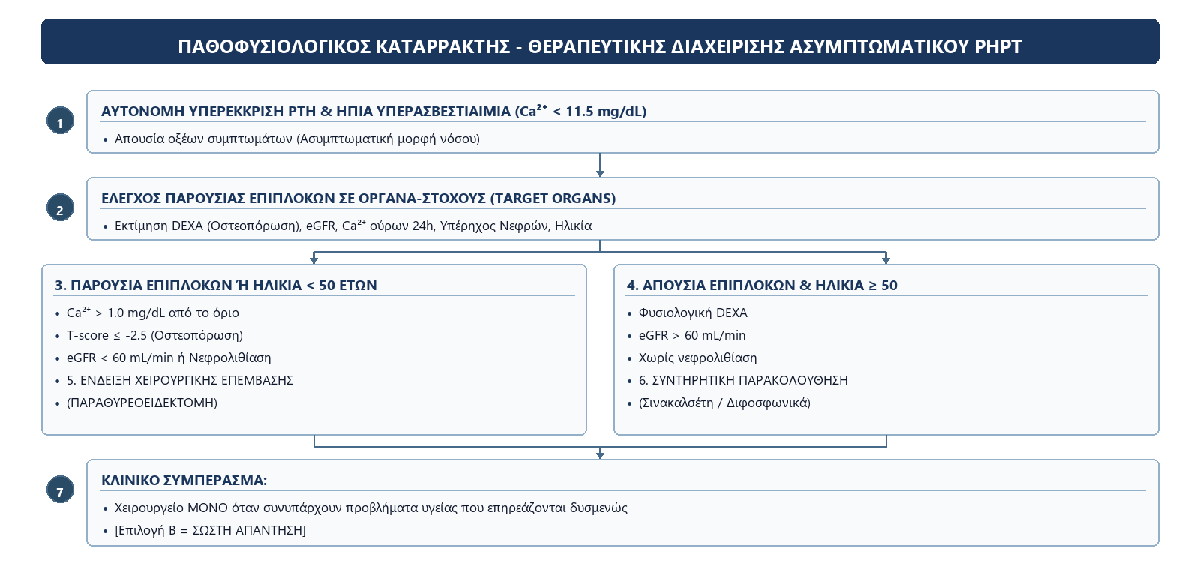 ΠΑΘΟΦΥΣΙΟΛΟΓΙΚΟΣ ΚΑΤΑΡΡΑΚΤΗΣ - ΘΕΡΑΠΕΥΤΙΚΗΣ ΔΙΑΧΕΙΡΙΣΗΣ ΑΣΥΜΠΤΩΜΑΤΙΚΟΥ PHPT
1
ΑΥΤΟΝΟΜΗ ΥΠΕΡΕΚΚΡΙΣΗ PTH & ΗΠΙΑ ΥΠΕΡΑΣΒΕΣΤΙΑΙΜΙΑ (Ca²⁺ < 11.5 mg/dL)
• Απουσία οξέων συμπτωμάτων (Ασυμπτωματική μορφή νόσου)
2
ΕΛΕΓΧΟΣ ΠΑΡΟΥΣΙΑΣ ΕΠΙΠΛΟΚΩΝ ΣΕ ΟΡΓΑΝΑ-ΣΤΟΧΟΥΣ (TARGET ORGANS)
• Εκτίμηση DEXA (Οστεοπόρωση), eGFR, Ca²⁺ ούρων 24h, Υπέρηχος Νεφρών, Ηλικία
3. ΠΑΡΟΥΣΙΑ ΕΠΙΠΛΟΚΩΝ Ή ΗΛΙΚΙΑ < 50 ΕΤΩΝ
• Ca²⁺ > 1.0 mg/dL από το όριο
• T-score ≤ -2.5 (Οστεοπόρωση)
• eGFR < 60 mL/min ή Νεφρολιθίαση
• 5. ΕΝΔΕΙΞΗ ΧΕΙΡΟΥΡΓΙΚΗΣ ΕΠΕΜΒΑΣΗΣ
• (ΠΑΡΑΘΥΡΕΟΕΙΔΕΚΤΟΜΗ)
4. ΑΠΟΥΣΙΑ ΕΠΙΠΛΟΚΩΝ & ΗΛΙΚΙΑ ≥ 50
• Φυσιολογική DEXA
• eGFR > 60 mL/min
• Χωρίς νεφρολιθίαση
• 6. ΣΥΝΤΗΡΗΤΙΚΗ ΠΑΡΑΚΟΛΟΥΘΗΣΗ
• (Σινακαλσέτη / Διφοσφωνικά)
7
ΚΛΙΝΙΚΟ ΣΥΜΠΕΡΑΣΜΑ:
• Χειρουργείο ΜΟΝΟ όταν συνυπάρχουν προβλήματα υγείας που επηρεάζονται δυσμενώς
• [Επιλογή Β = ΣΩΣΤΗ ΑΠΑΝΤΗΣΗ]